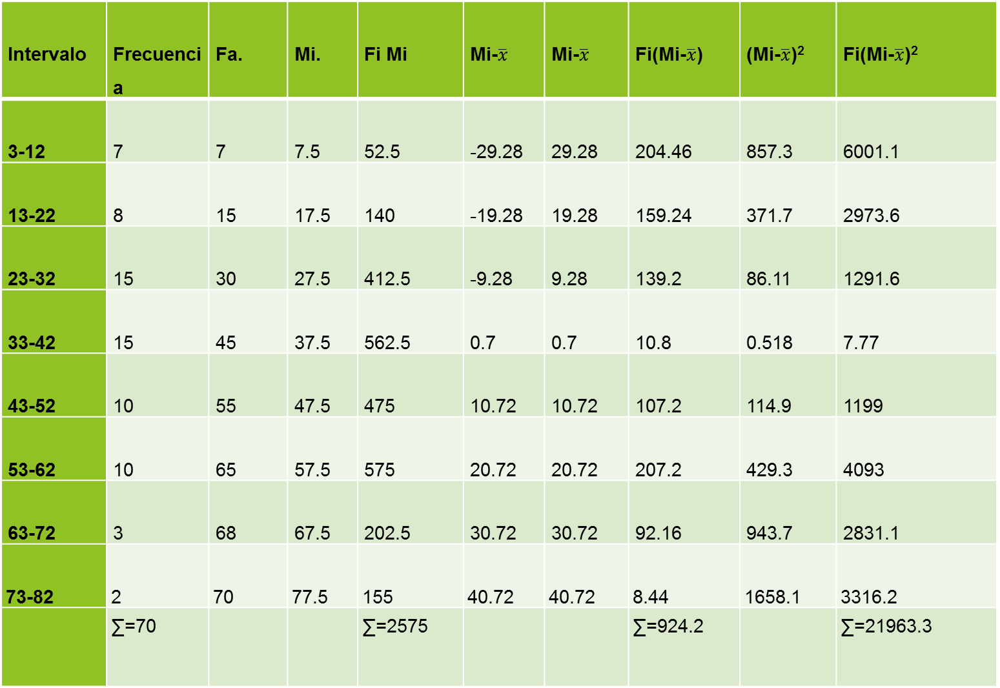 Intervalo Frecuenci Fa. Mi. Fi Mi Mi-x̅ Mi-x̅ Fi(Mi-x̅) (Mi-x̅)² Fi(Mi-x̅)²
a
3-12 7 7 7.5 52.5 -29.28 29.28 204.46 857.3 6001.1
13-22 8 15 17.5 140 -19.28 19.28 159.24 371.7 2973.6
23-32 15 30 27.5 412.5 -9.28 9.28 139.2 86.11 1291.6
33-42 15 45 37.5 562.5 0.7 0.7 10.8 0.518 7.77
43-52 10 55 47.5 475 10.72 10.72 107.2 114.9 1199
53-62 10 65 57.5 575 20.72 20.72 207.2 429.3 4093
63-72 3 68 67.5 202.5 30.72 30.72 92.16 943.7 2831.1
73-82 2 70 77.5 155 40.72 40.72 8.44 1658.1 3316.2
∑=70 ∑=2575 ∑=924.2 ∑=21963.3